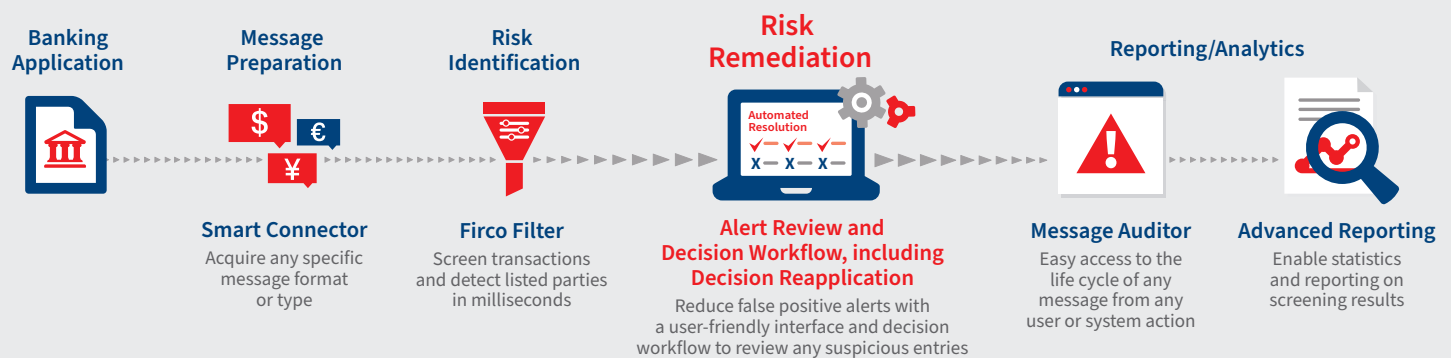 Banking
Application
Message
Preparation
Risk
Identification
Risk
Remediation
Reporting/Analytics
$
€
¥
Automated
Resolution
X X X
Smart Connector
Acquire any specific
message format
or type
Firco Filter
Screen transactions
and detect listed parties
in milliseconds
Alert Review and
Decision Workflow, including
Decision Reapplication
Reduce false positive alerts with
a user-friendly interface and decision
workflow to review any suspicious entries
Message Auditor
Easy access to the
life cycle of any
message from any
user or system action
Advanced Reporting
Enable statistics
and reporting on
screening results